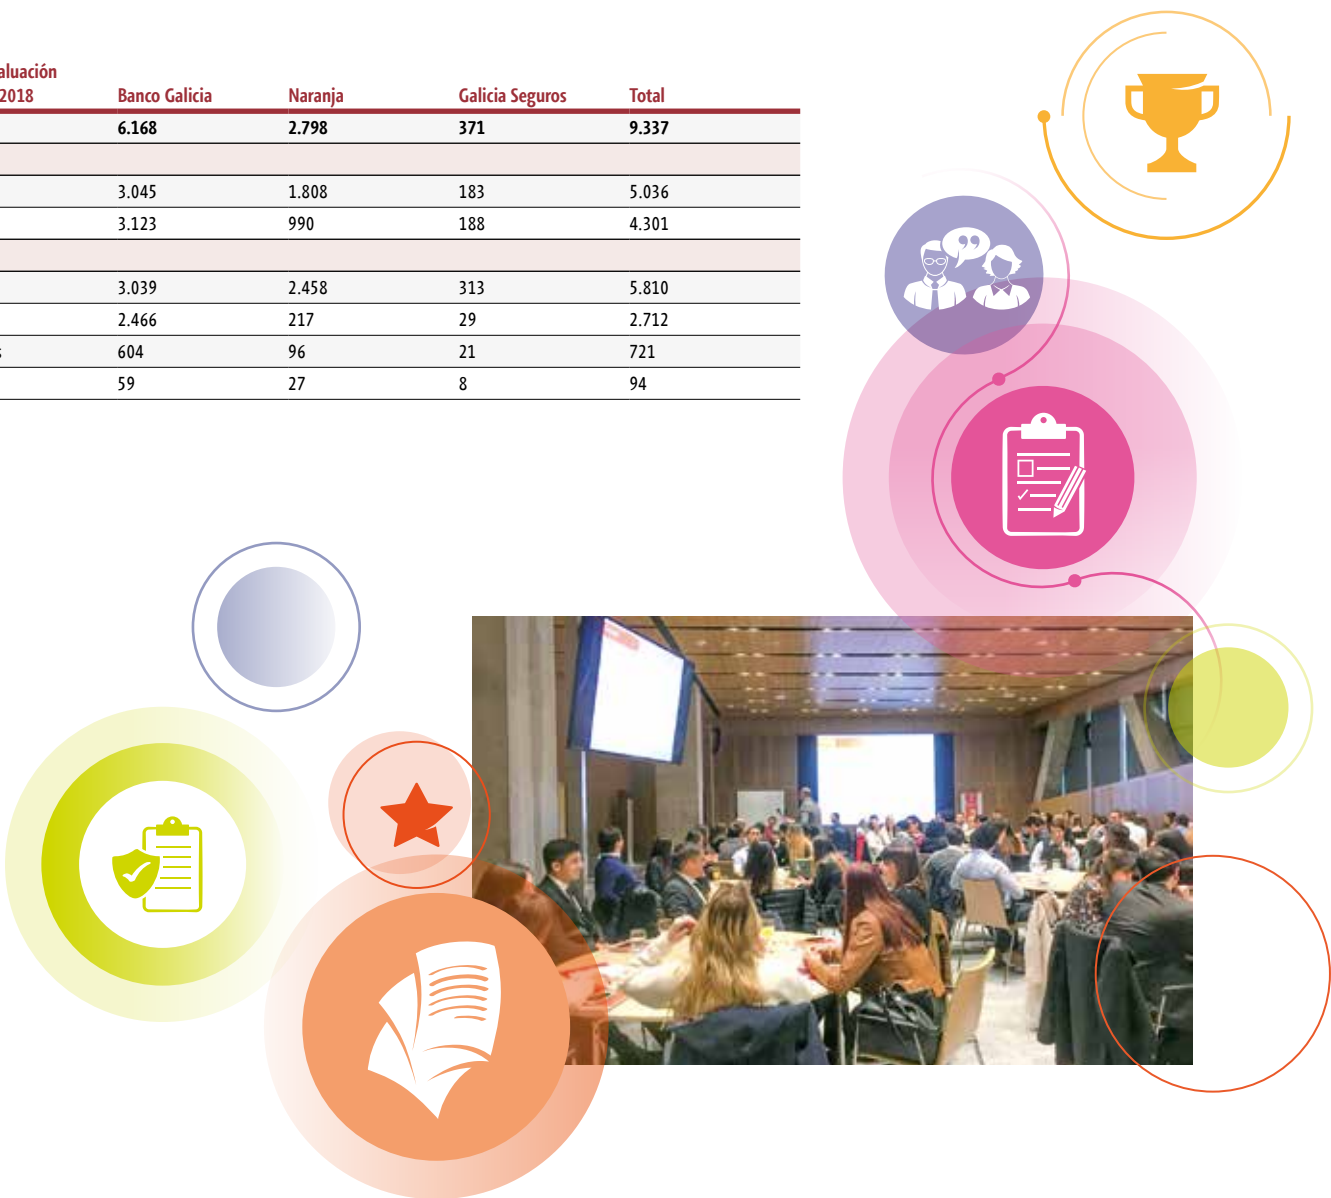 aluación
2018 Banco Galicia Naranja Galicia Seguros Total
6.168 2.798 371 9.337
3.045 1.808 183 5.036
3.123 990 188 4.301
3.039 2.458 313 5.810
2.466 217 29 2.712
s 604 96 21 721
59 27 8 94